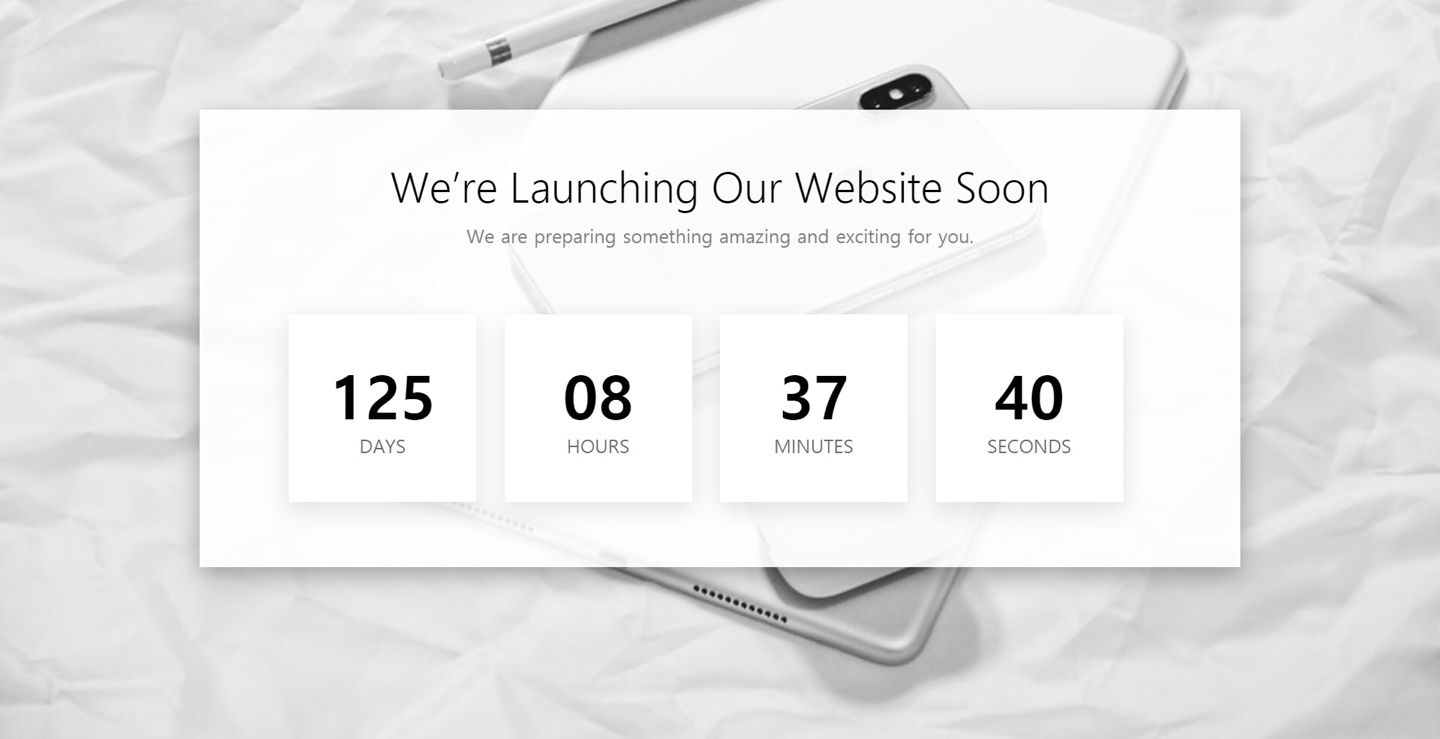 We’re Launching Our Website Soon
We are preparing something amazing and exciting for you.
125 08 37 40
DAYS HOURS MINUTES SECONDS